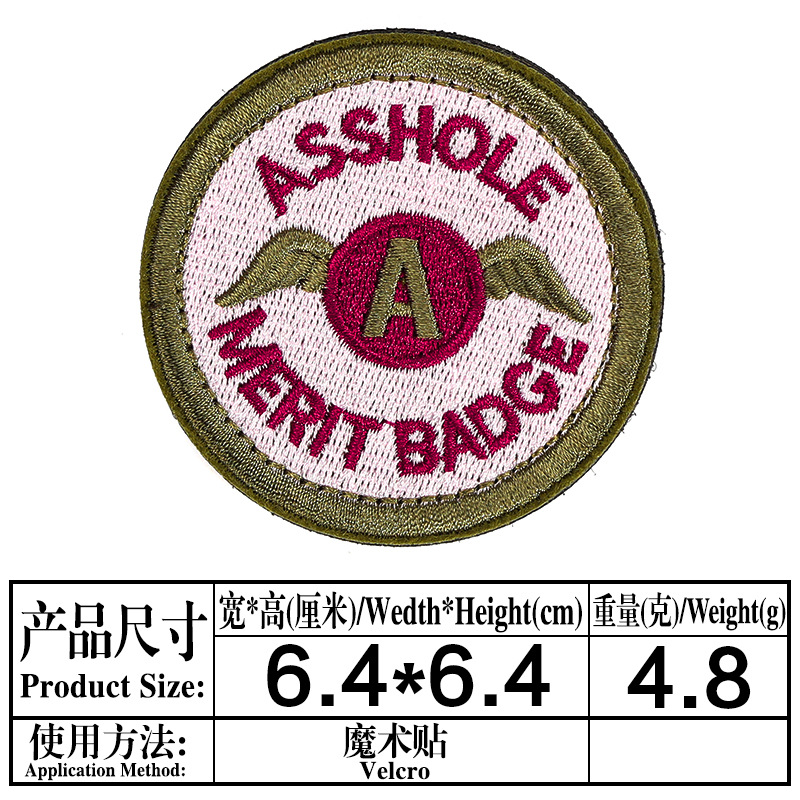 ASSHOLE
A
MERIT BADGE
产品尺寸
Product Size:
宽*高(厘米)/Wedth*Height(cm)
重量(克)/Weight(g)
6.4*6.4
4.8
使用方法:
Application Method:
魔术贴
Velcro